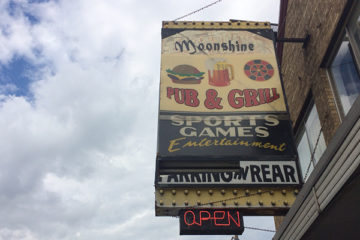 Moonshine
PUB & GRILL
SPORTS
GAMES
Entertainment
PARKING IN REAR
OPEN